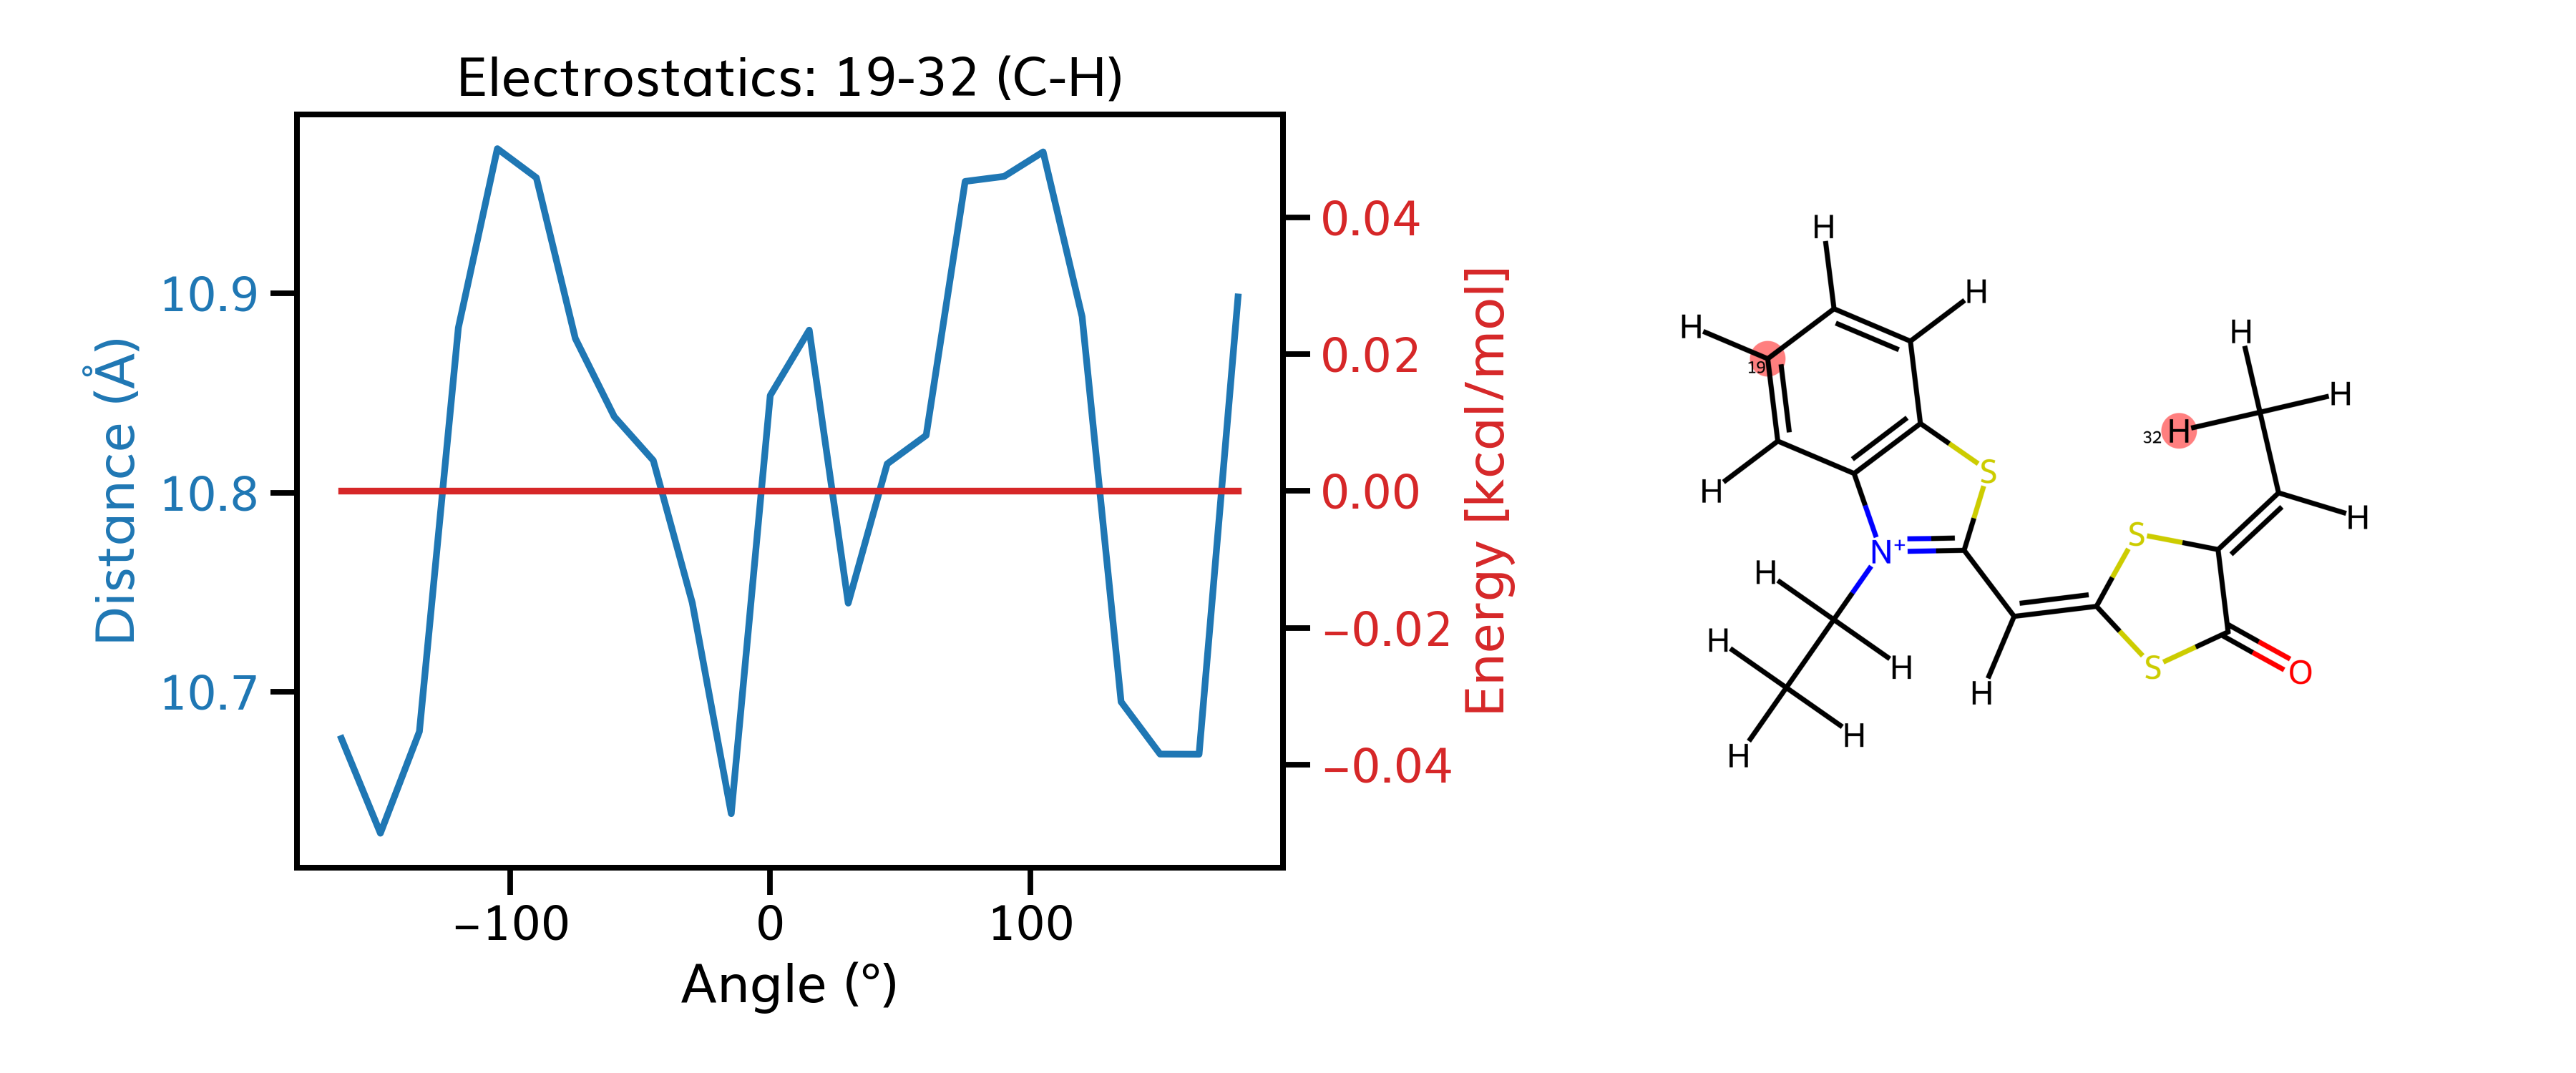 Electrostatics: 19-32 (C-H)
Distance (Å)
10.9
10.8
10.7
0.04
0.02
0.00
−0.02
−0.04
Energy [kcal/mol]
−100
0
100
Angle (°)
H
H
H
19
H
32
H
H
H
S
H
N+
S
H
H
H
S
O
H
H
H
H